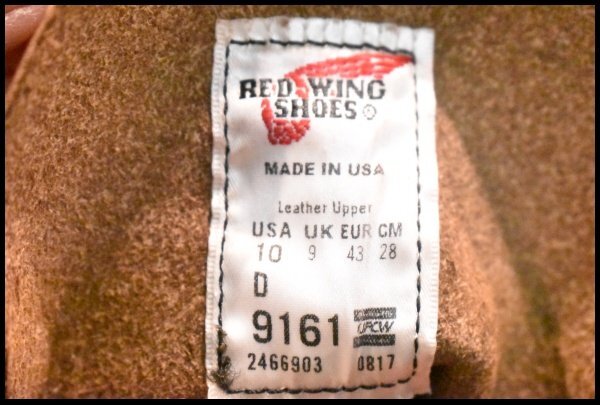 RED WING
SHOES®
MADE IN USA
Leather Upper
USA UK EUR CM
10 9 43 28
D
9161 UFCW
2466903 0817